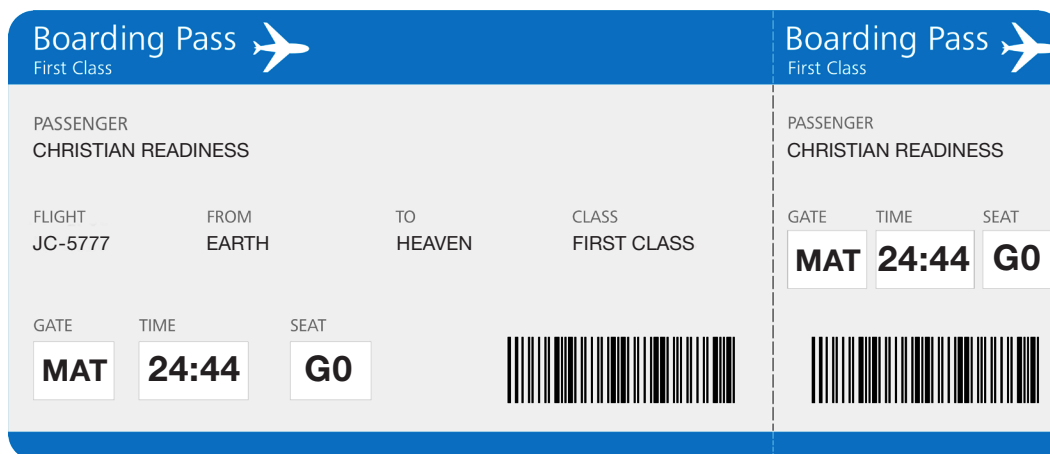 Boarding Pass
First Class
PASSENGER
CHRISTIAN READINESS
FLIGHT FROM TO CLASS
JC-5777 EARTH HEAVEN FIRST CLASS
GATE TIME SEAT
MAT 24:44 G0
Boarding Pass
First Class
PASSENGER
CHRISTIAN READINESS
GATE TIME SEAT
MAT 24:44 G0